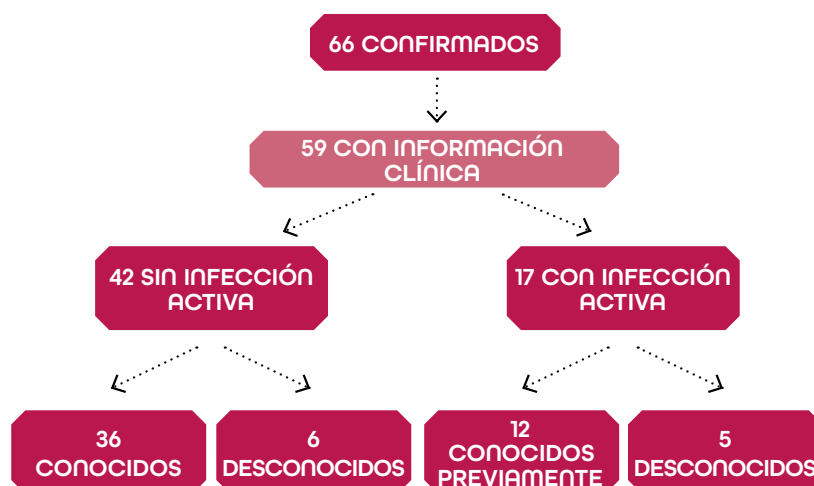 66 CONFIRMADOS
59 CON INFORMACIÓN
CLÍNICA
42 SIN INFECCIÓN
ACTIVA
17 CON INFECCIÓN
ACTIVA
36
CONOCIDOS
6
DESCONOCIDOS
12
CONOCIDOS
PREVIAMENTE
5
DESCONOCIDOS